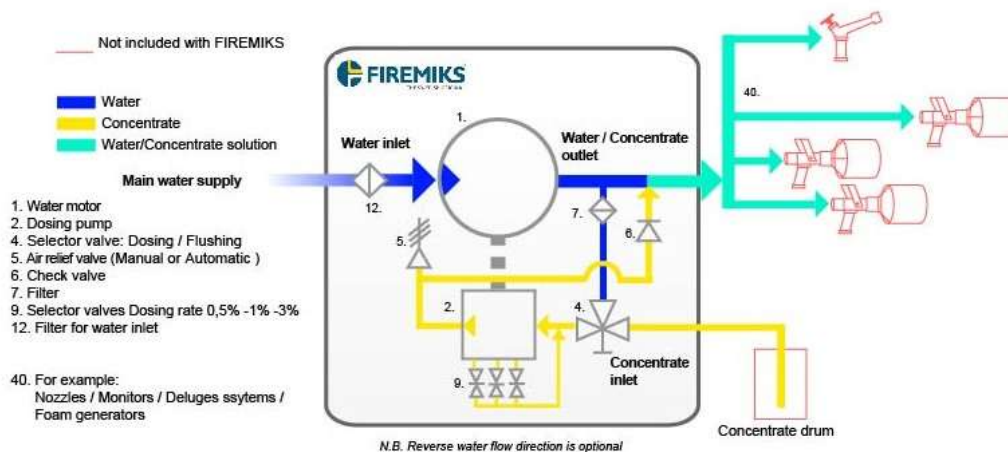 Not included with FIREMIKS
Water
Concentrate
Water/Concentrate solution
Main water supply
1. Water motor
2. Dosing pump
4. Selector valve: Dosing / Flushing
5. Air relief valve (Manual or Automatic )
6. Check valve
7. Filter
9. Selector valves Dosing rate 0,5% -1% -3%
12. Filter for water inlet
40. For example:
Nozzles / Monitors / Deluges ssytems /
Foam generators
FIREMIKS
1.
Water inlet
12.
Water / Concentrate
outlet
7.
6.
5.
2.
4.
9.
Concentrate
inlet
40.
Concentrate drum
N.B. Reverse water flow direction is optional